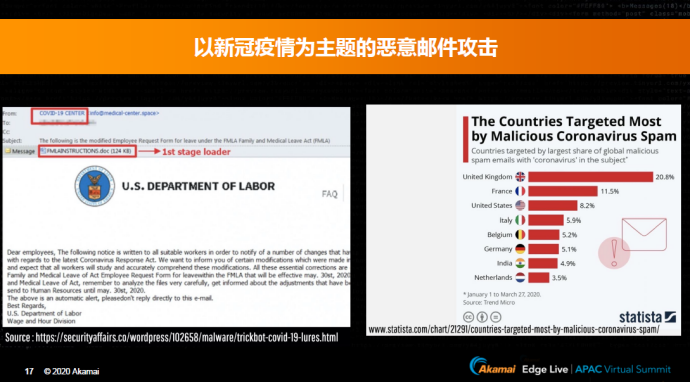 以新冠疫情为主题的恶意邮件攻击
From: COVID-19 CENTER <info@medical-center.space>
To:
Cc:
Subject: The following is the modified Employee Request Form for leave under the FMLA Family and Medical Leave Act (FMLA)
Message FMLAINSTRUCTIONS.doc (124 KB) 1st stage loader
U.S. DEPARTMENT OF LABOR
FAQ
Dear employees, The following notice is written to all suitable workers in order to notify of a number of changes that hav
with regards to the latest Coronavirus Response Act. We want to inform you of certain modifications which were made in
and expect that all workers will study and accurately comprehend these modifications. All these essential corrections are
Family and Medical Leave of Act Employee Request Form for leavewithin the FMLA that will be effective may. 30st, 2020
and Medical Leave of Act, remember to analyze the files very carefully, get informed about the adjustments that have be
send to Human Resources until may. 30st, 2020.
The above is an automatic alert, pleasedon't reply directly to this e-mail.
Best Regards,
U.S. Department of Labor
Wage and Hour Division
Source : https://securityaffairs.co/wordpress/102658/malware/trickbot-covid-19-lures.html
The Countries Targeted Most
by Malicious Coronavirus Spam
Countries targeted by largest share of global malicious
spam emails with 'coronavirus' in the subject*
United Kingdom 20.8%
France 11.5%
United States 8.2%
Italy 5.9%
Belgium 5.2%
Germany 5.1%
India 4.9%
Netherlands 3.5%
* January 1 to March 27, 2020.
Source: Trend Micro
statista
www.statista.com/chart/21291/countries-targeted-most-by-malicious-coronavirus-spam/
17 © 2020 Akamai
Akamai Edge Live | APAC Virtual Summit